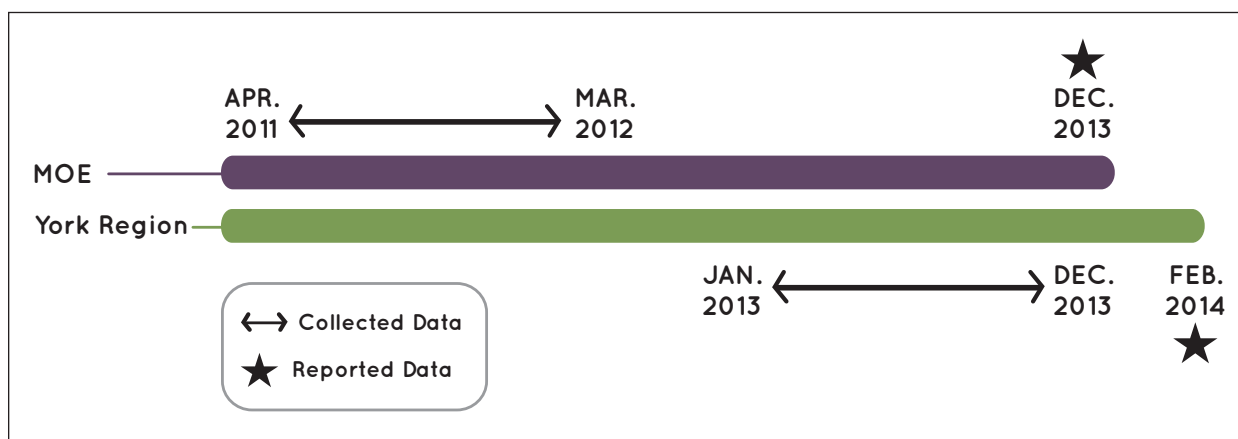 APR.
2011
MAR.
2012
DEC.
2013
MOE
York Region
JAN.
2013
DEC.
2013
FEB.
2014
Collected Data
Reported Data